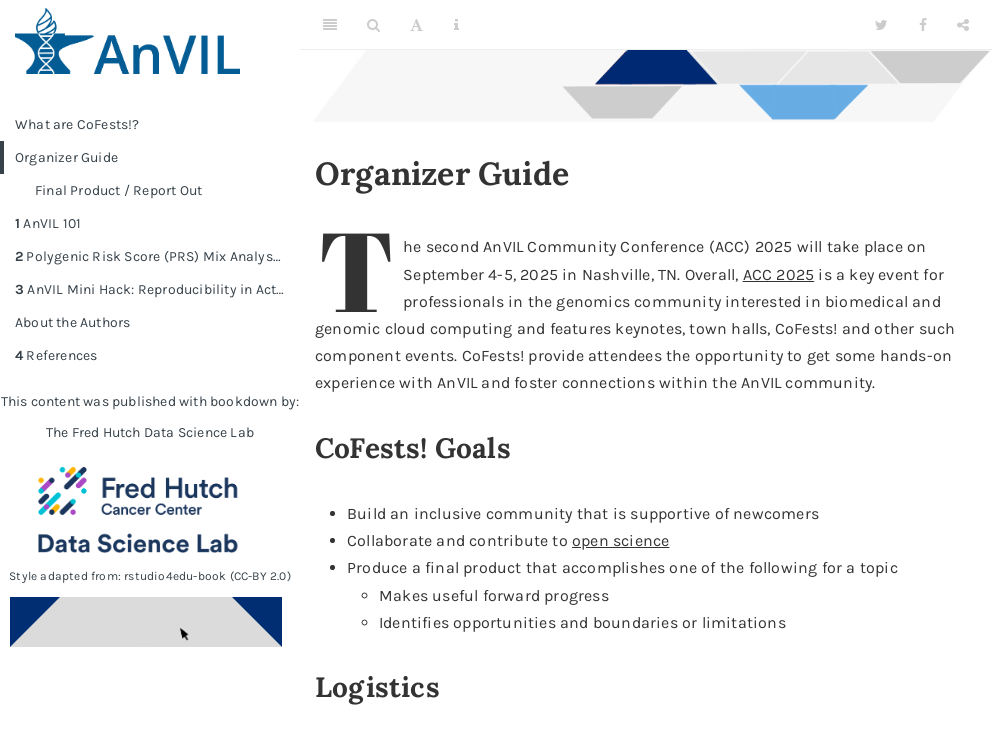 AnVIL
What are CoFests!?
Organizer Guide
Final Product / Report Out
1 AnVIL 101
2 Polygenic Risk Score (PRS) Mix Analys...
3 AnVIL Mini Hack: Reproducibility in Act...
About the Authors
4 References
This content was published with bookdown by:
The Fred Hutch Data Science Lab
Fred Hutch
Cancer Center
Data Science Lab
Style adapted from: rstudio4edu-book (CC-BY 2.0)
Organizer Guide
The second AnVIL Community Conference (ACC) 2025 will take place on
September 4-5, 2025 in Nashville, TN. Overall, ACC 2025 is a key event for
professionals in the genomics community interested in biomedical and
genomic cloud computing and features keynotes, town halls, CoFests! and other such
component events. CoFests! provide attendees the opportunity to get some hands-on
experience with AnVIL and foster connections within the AnVIL community.
CoFests! Goals
Build an inclusive community that is supportive of newcomers
Collaborate and contribute to open science
Produce a final product that accomplishes one of the following for a topic
Makes useful forward progress
Identifies opportunities and boundaries or limitations
Logistics